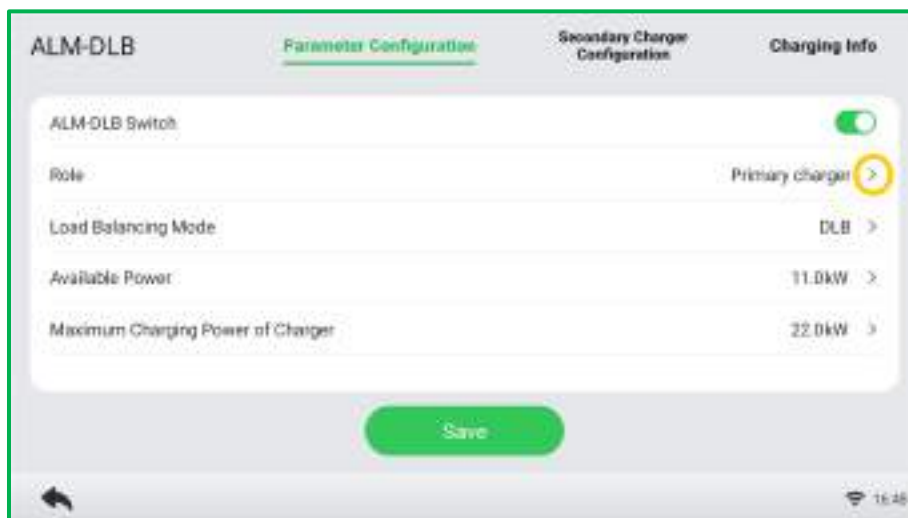 ALM-DLB
Parameter Configuration
Secondary Charger
Configuration
Charging Info
ALM-DLB Switch
Role
Primary charger >
Load Balancing Mode
DLB >
Available Power
11.0kW >
Maximum Charging Power of Charger
22.0kW >
Save
16:46